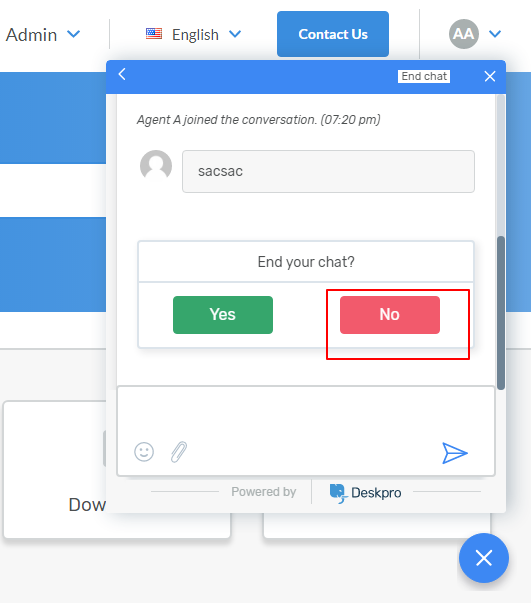 Admin
English
Contact Us
AA
End chat
Agent A joined the conversation. (07:20 pm)
sacsac
End your chat?
Yes
No
Dow
Powered by
Deskpro